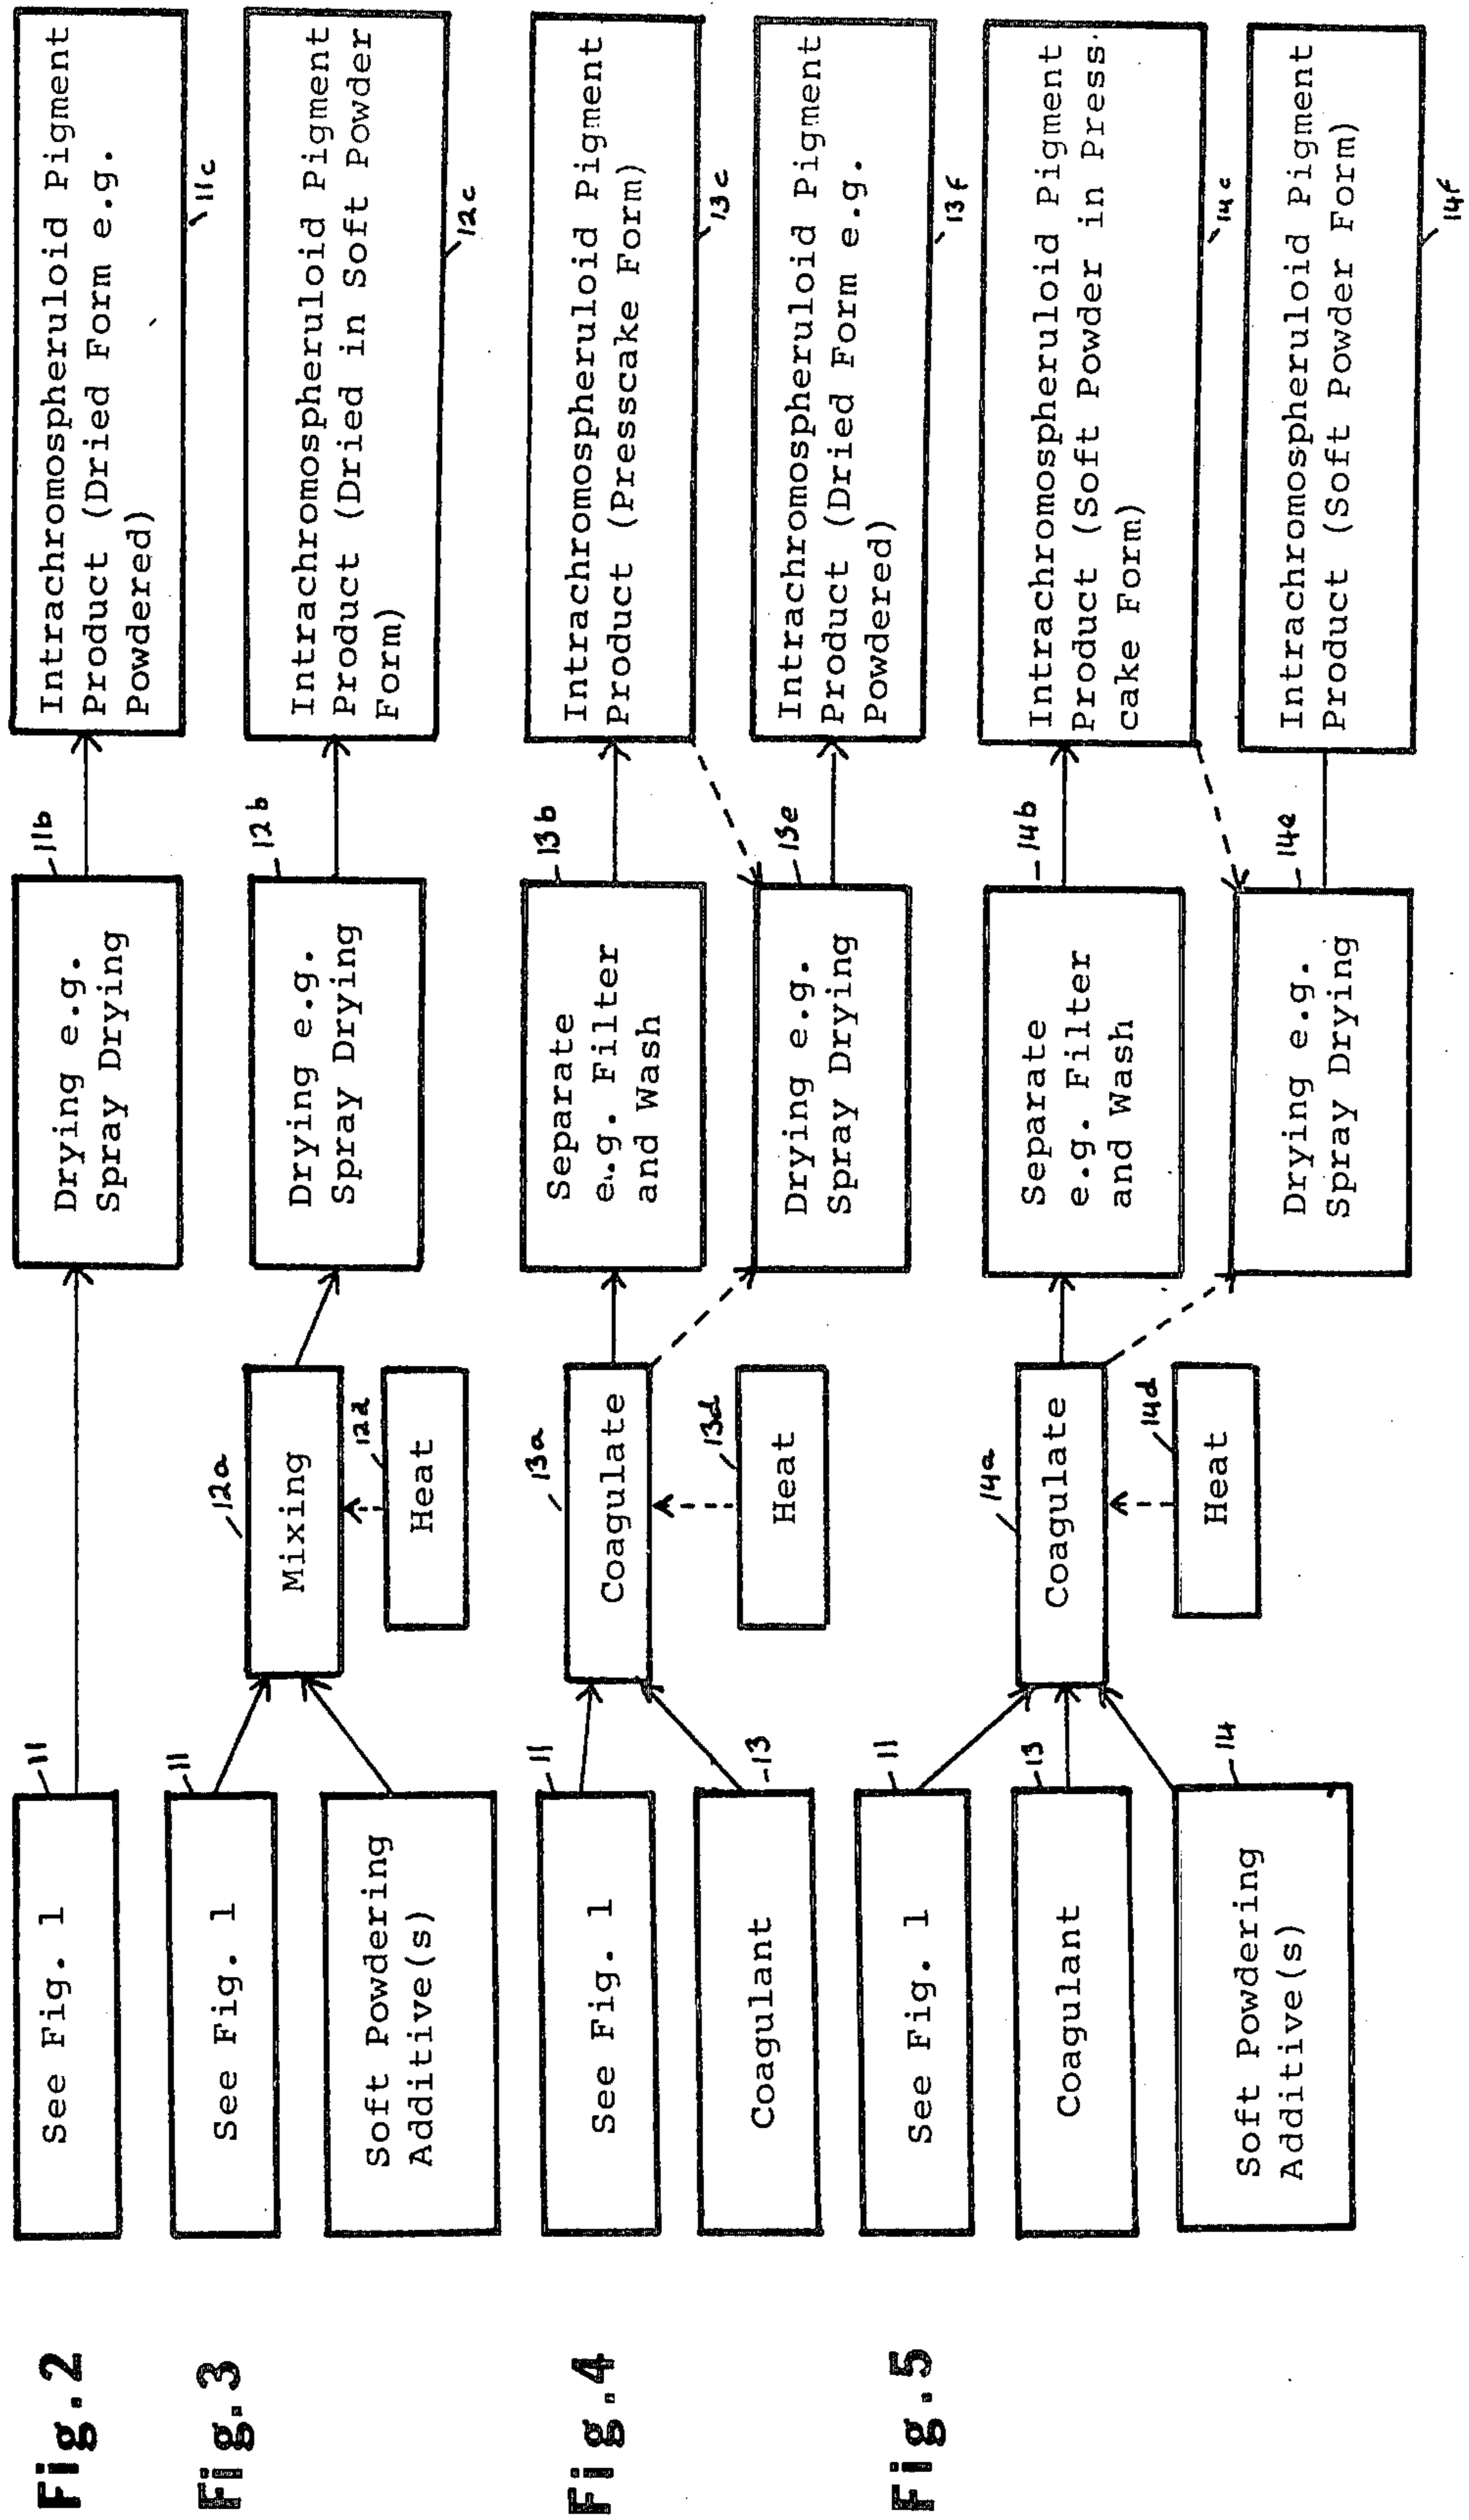 Fig.2
See Fig. 1
11
Drying e.g.
Spray Drying
11b
Intrachromospheruloid Pigment
Product (Dried Form e.g.
Powdered)
11c
Fig.3
See Fig. 1
11
Soft Powdering
Additive(s)
12a
Mixing
12d
Heat
Drying e.g.
Spray Drying
12b
Intrachromospheruloid Pigment
Product (Dried in Soft Powder
Form)
12c
Fig.4
See Fig. 1
11
Coagulant
13
13a
Coagulate
13d
Heat
Separate
e.g. Filter
and Wash
13b
Intrachromospheruloid Pigment
Product (Presscake Form)
13c
Drying e.g.
Spray Drying
13e
Intrachromospheruloid Pigment
Product (Dried Form e.g.
Powdered)
13f
Fig.5
See Fig. 1
11
Coagulant
13
Soft Powdering
Additive(s)
14
14a
Coagulate
14d
Heat
Separate
e.g. Filter
and Wash
14b
Intrachromospheruloid Pigment
Product (Soft Powder in Press-
cake Form)
14c
Drying e.g.
Spray Drying
14e
Intrachromospheruloid Pigment
Product (Soft Powder Form)
14f